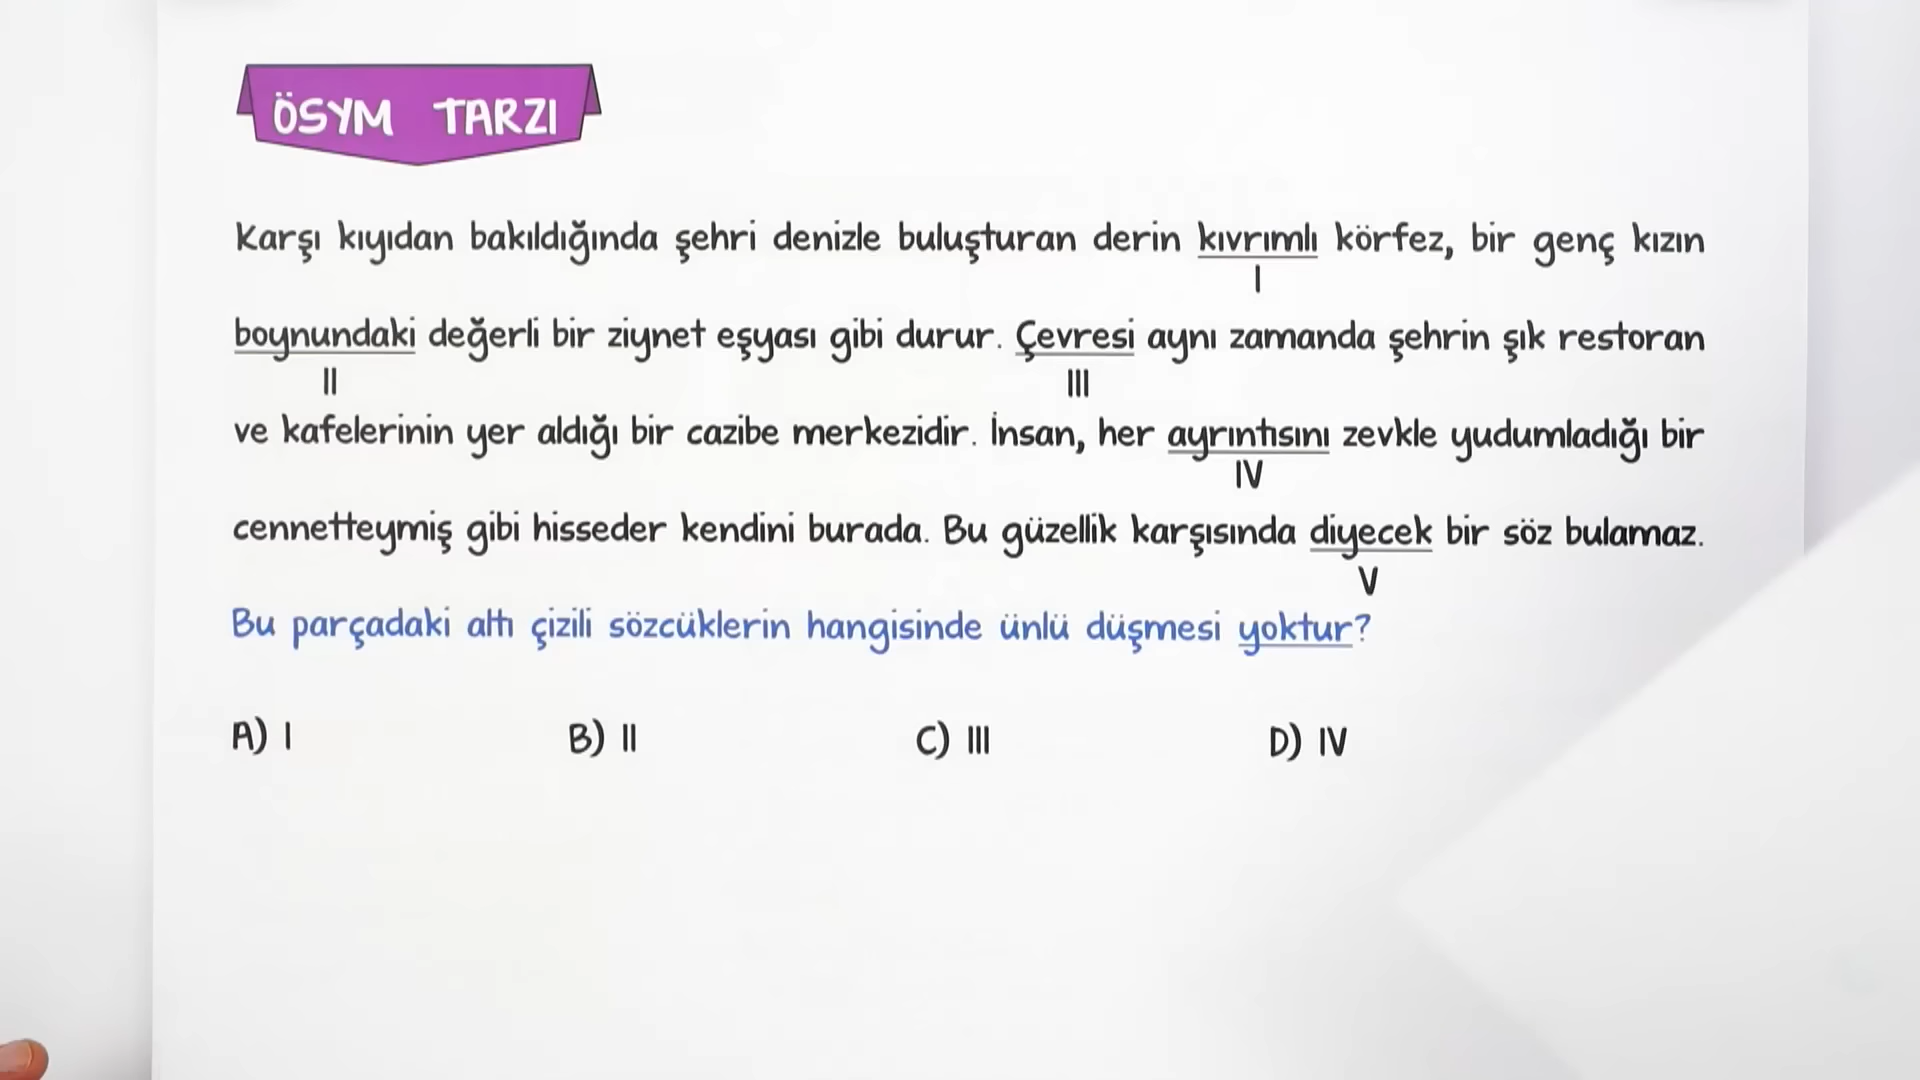 ÖSYM TARZI
Karşı kıyıdan bakıldığında şehri denizle buluşturan derin kıvrımlı körfez, bir genç kızın
I
boynundaki değerli bir ziynet eşyası gibi durur. Çevresi aynı zamanda şehrin şık restoran
II III
ve kafelerinin yer aldığı bir cazibe merkezidir. İnsan, her ayrıntısını zevkle yudumladığı bir
IV
cennetteymiş gibi hisseder kendini burada. Bu güzellik karşısında diyecek bir söz bulamaz.
V
Bu parçadaki altı çizili sözcüklerin hangisinde ünlü düşmesi yoktur?
A) I B) II C) III D) IV